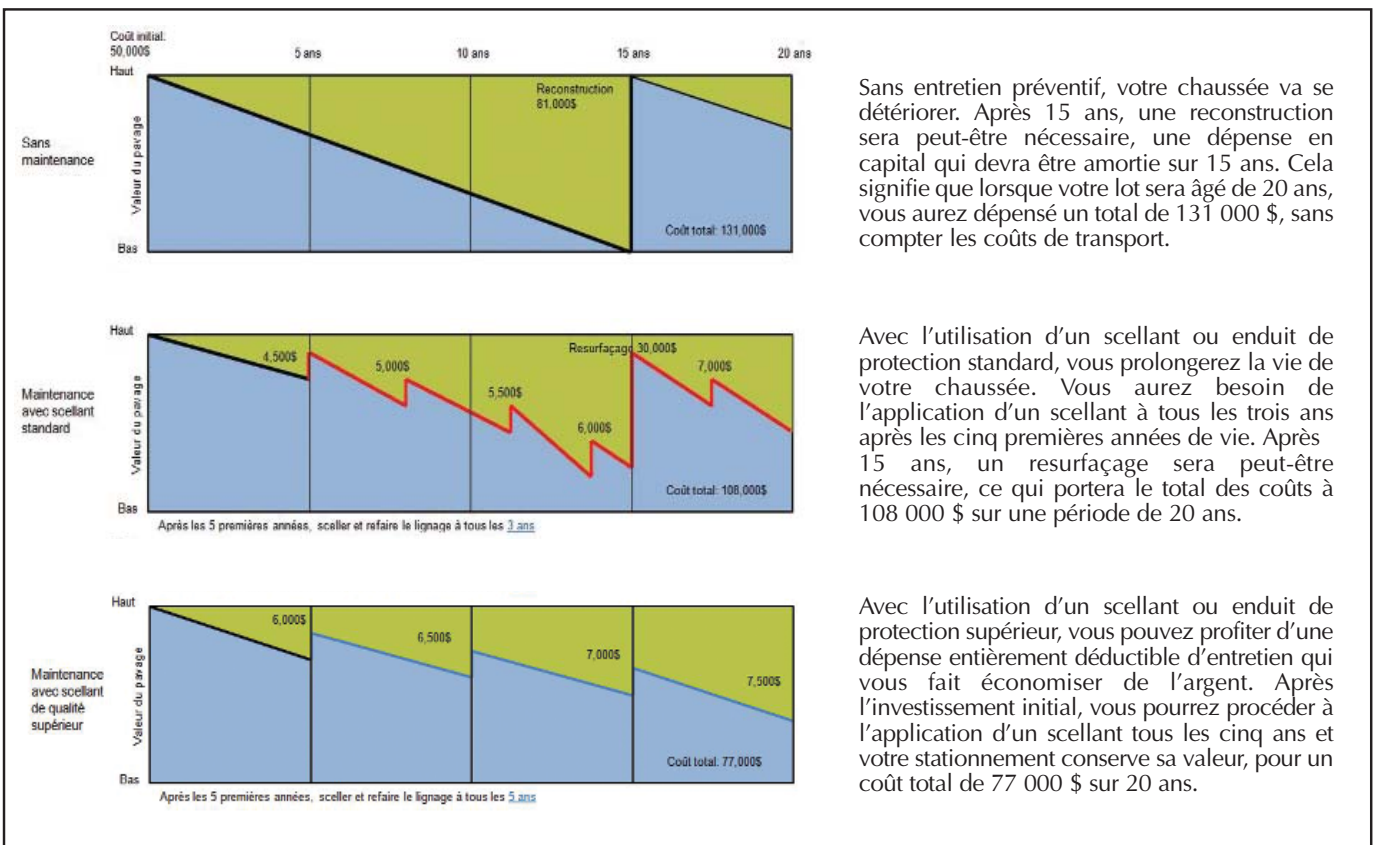 Coût initial:
50,000$
5 ans
10 ans
15 ans
20 ans
Haut
Valeur du pavage
Bas
Sans
maintenance
Reconstruction
81,000$
Coût total: 131,000$
Sans entretien préventif, votre chaussée va se
détériorer. Après 15 ans, une reconstruction
sera peut-être nécessaire, une dépense en
capital qui devra être amortie sur 15 ans. Cela
signifie que lorsque votre lot sera âgé de 20 ans,
vous aurez dépensé un total de 131 000 $, sans
compter les coûts de transport.
Haut
Valeur du pavage
Bas
Maintenance
avec scellant
standard
4,500$
5,000$
5,500$
6,000$
Resurfaçage 30,000$
7,000$
Coût total: 108,000$
Après les 5 premières années, sceller et refaire le lignage à tous les 3 ans
Avec l’utilisation d’un scellant ou enduit de
protection standard, vous prolongerez la vie de
votre chaussée. Vous aurez besoin de
l’application d’un scellant à tous les trois ans
après les cinq premières années de vie. Après
15 ans, un resurfaçage sera peut-être
nécessaire, ce qui portera le total des coûts à
108 000 $ sur une période de 20 ans.
Haut
Valeur du pavage
Bas
Maintenance
avec scellant
de qualité
supérieur
6,000$
6,500$
7,000$
7,500$
Coût total: 77,000$
Après les 5 premières années, sceller et refaire le lignage à tous les 5 ans
Avec l’utilisation d’un scellant ou enduit de
protection supérieur, vous pouvez profiter d’une
dépense entièrement déductible d’entretien qui
vous fait économiser de l’argent. Après
l’investissement initial, vous pourrez procéder à
l’application d’un scellant tous les cinq ans et
votre stationnement conserve sa valeur, pour un
coût total de 77 000 $ sur 20 ans.